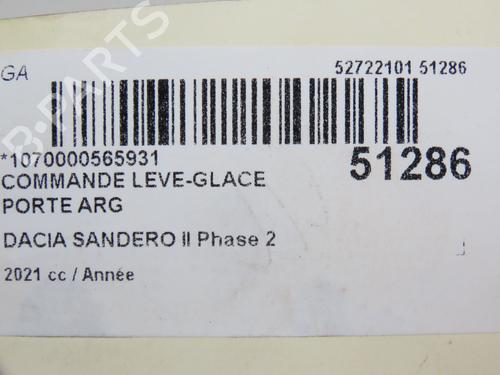 GA
52722101 51286
*1070000565931
51286
COMMANDE LEVE-GLACE
PORTE ARG
DACIA SANDERO II Phase 2
2021 cc / Année
B-PARTS